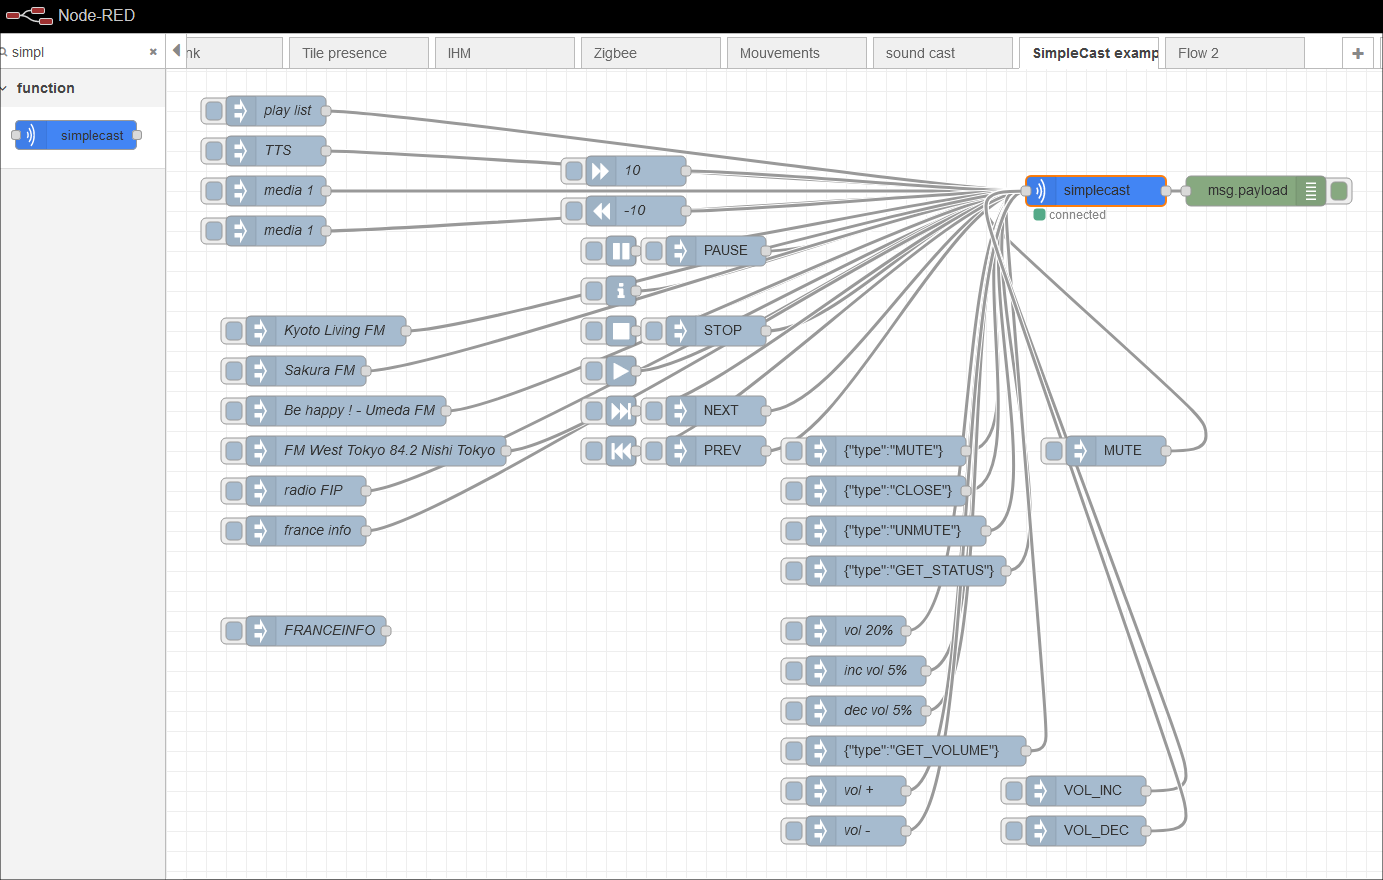 Node-RED
simpl
nk
Tile presence
IHM
Zigbee
Mouvements
sound cast
SimpleCast examp
Flow 2
function
simplecast
play list
TTS
media 1
media 1
10
-10
simplecast
connected
msg.payload
PAUSE
Kyoto Living FM
STOP
Sakura FM
Be happy ! - Umeda FM
NEXT
FM West Tokyo 84.2 Nishi Tokyo
PREV
{"type":"MUTE"}
MUTE
radio FIP
{"type":"CLOSE"}
france info
{"type":"UNMUTE"}
{"type":"GET_STATUS"}
FRANCEINFO
vol 20%
inc vol 5%
dec vol 5%
{"type":"GET_VOLUME"}
vol +
VOL_INC
vol -
VOL_DEC